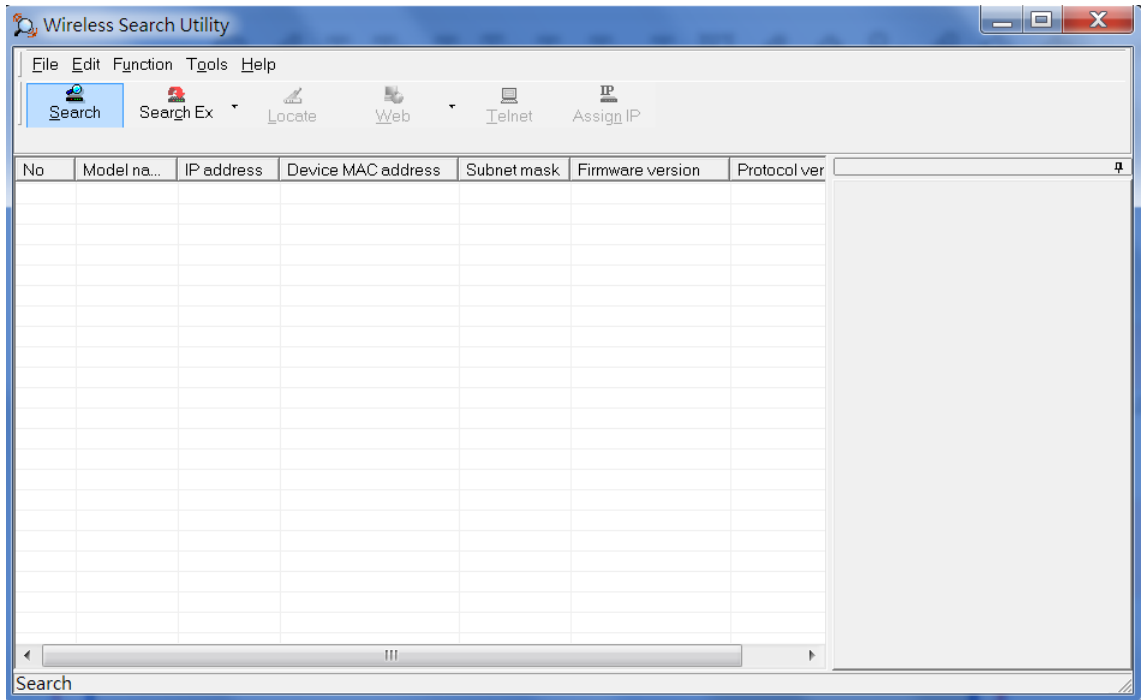 Wireless Search Utility
File Edit Function Tools Help
Search Search Ex Locate Web Telnet IP Assign IP
No Model na... IP address Device MAC address Subnet mask Firmware version Protocol ver
Search